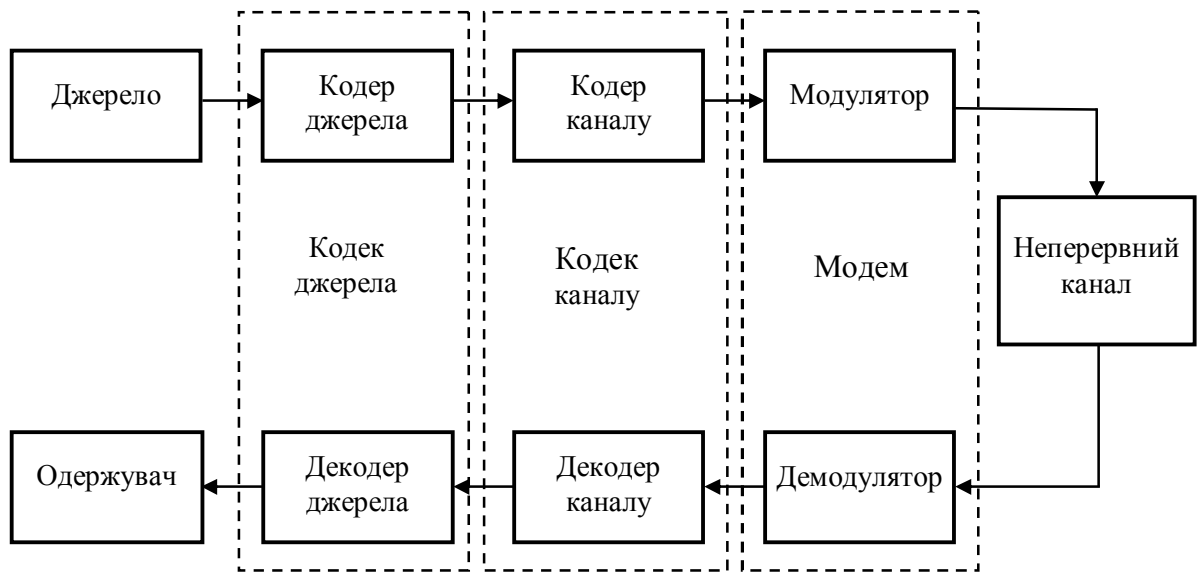 Джерело
Кодер
джерела
Кодер
каналу
Модулятор
Кодек
джерела
Кодек
каналу
Модем
Неперервний
канал
Одержувач
Декодер
джерела
Декодер
каналу
Демодулятор